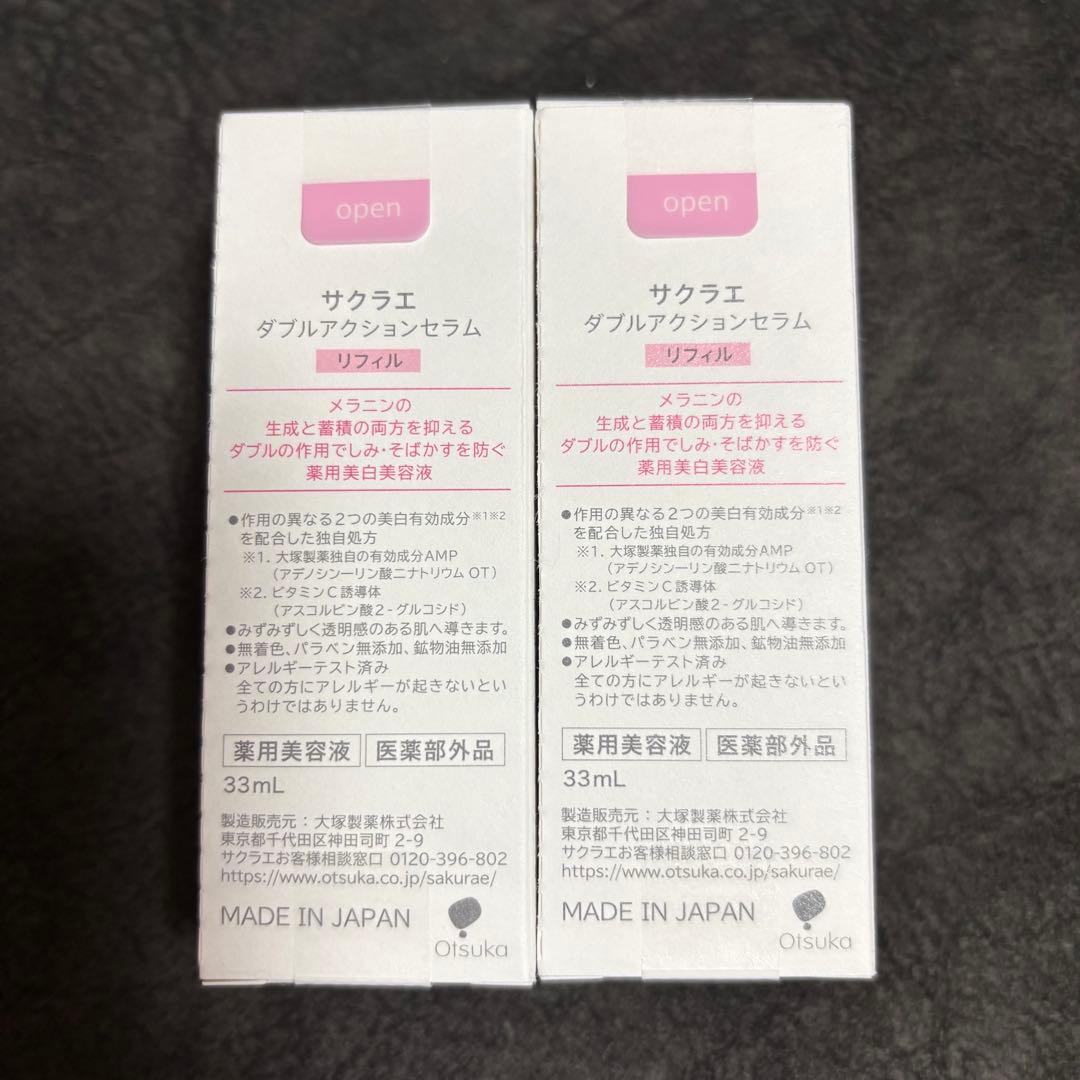 open
サクラエ
ダブルアクションセラム
リフィル
メラニンの
生成と蓄積の両方を抑える
ダブルの作用でしみ・そばかすを防ぐ
薬用美白美容液
●作用の異なる2つの美白有効成分※1※2
を配合した独自処方
※1. 大塚製薬独自の有効成分AMP
(アデノシン一リン酸二ナトリウム OT)
※2. ビタミンC誘導体
(アスコルビン酸2-グルコシド)
●みずみずしく透明感のある肌へ導きます。
●無着色、パラベン無添加、鉱物油無添加
●アレルギーテスト済み
全ての方にアレルギーが起きないとい
うわけではありません。
薬用美容液 医薬部外品
33mL
製造販売元:大塚製薬株式会社
東京都千代田区神田司町 2-9
サクラエお客様相談窓口 0120-396-802
https://www.otsuka.co.jp/sakurae/
MADE IN JAPAN
Otsuka
open
サクラエ
ダブルアクションセラム
リフィル
メラニンの
生成と蓄積の両方を抑える
ダブルの作用でしみ・そばかすを防ぐ
薬用美白美容液
●作用の異なる2つの美白有効成分※1※2
を配合した独自処方
※1. 大塚製薬独自の有効成分AMP
(アデノシン一リン酸二ナトリウム OT)
※2. ビタミンC誘導体
(アスコルビン酸2-グルコシド)
●みずみずしく透明感のある肌へ導きます。
●無着色、パラベン無添加、鉱物油無添加
●アレルギーテスト済み
全ての方にアレルギーが起きないとい
うわけではありません。
薬用美容液 医薬部外品
33mL
製造販売元:大塚製薬株式会社
東京都千代田区神田司町 2-9
サクラエお客様相談窓口 0120-396-802
https://www.otsuka.co.jp/sakurae/
MADE IN JAPAN
Otsuka